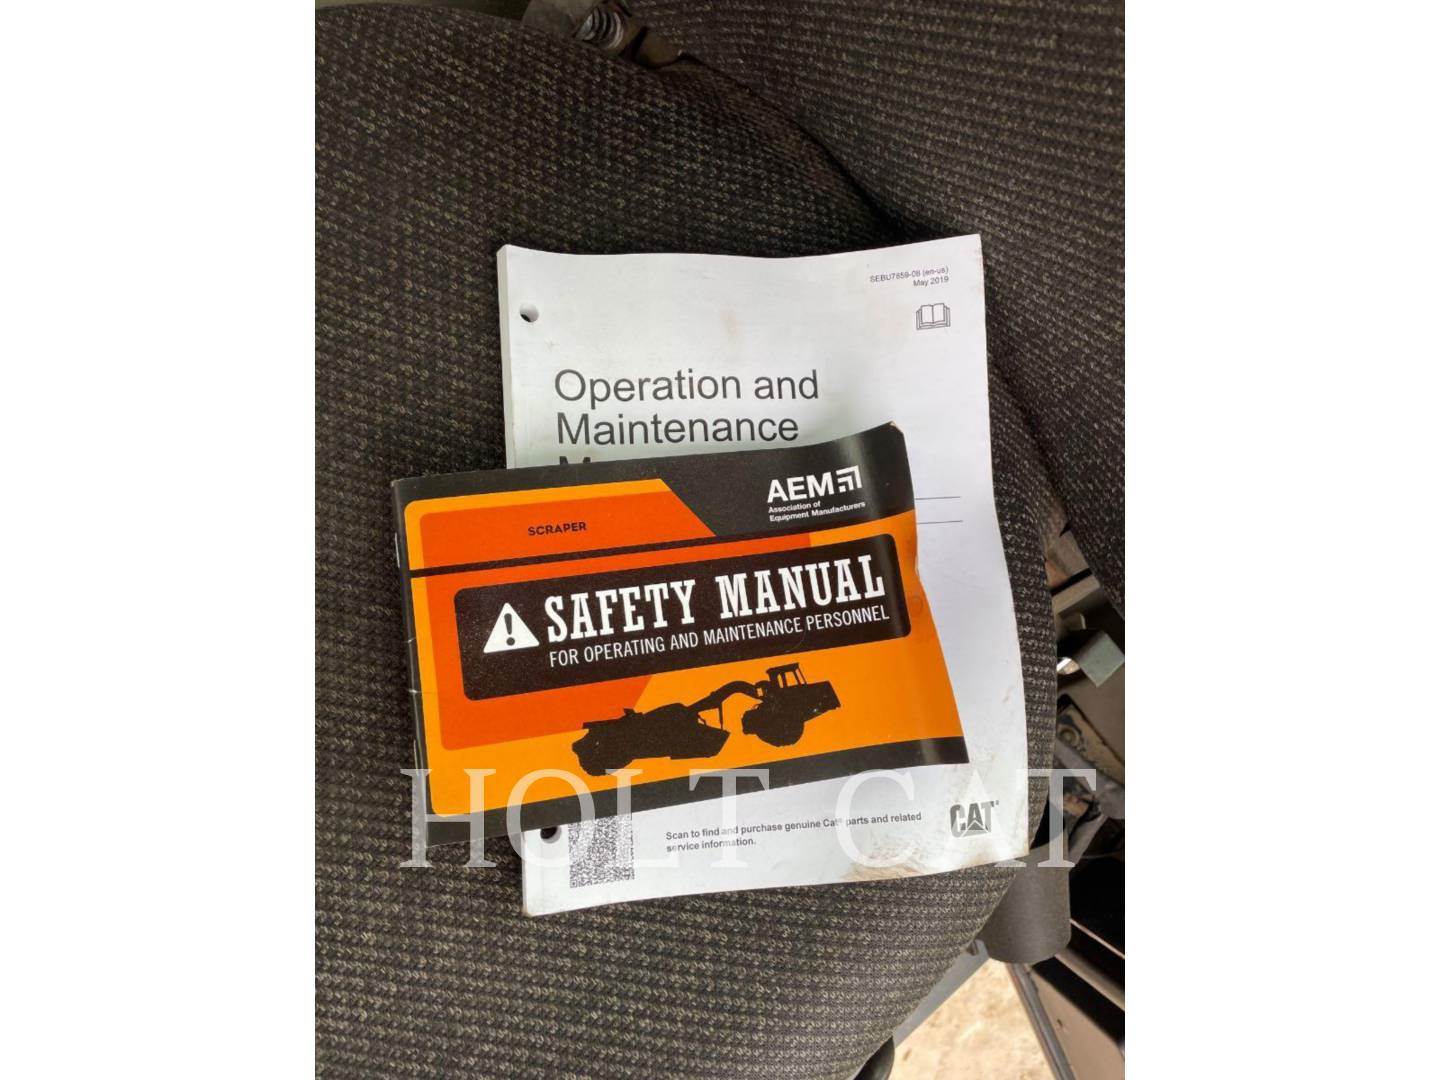 SEBU7859-08 (en-us)
May 2019
Operation and
Maintenance
AEM
Association of
Equipment Manufacturers
SCRAPER
SAFETY MANUAL
FOR OPERATING AND MAINTENANCE PERSONNEL
HOLT CAT
Scan to find and purchase genuine Cat® parts and related
service information.
CAT®